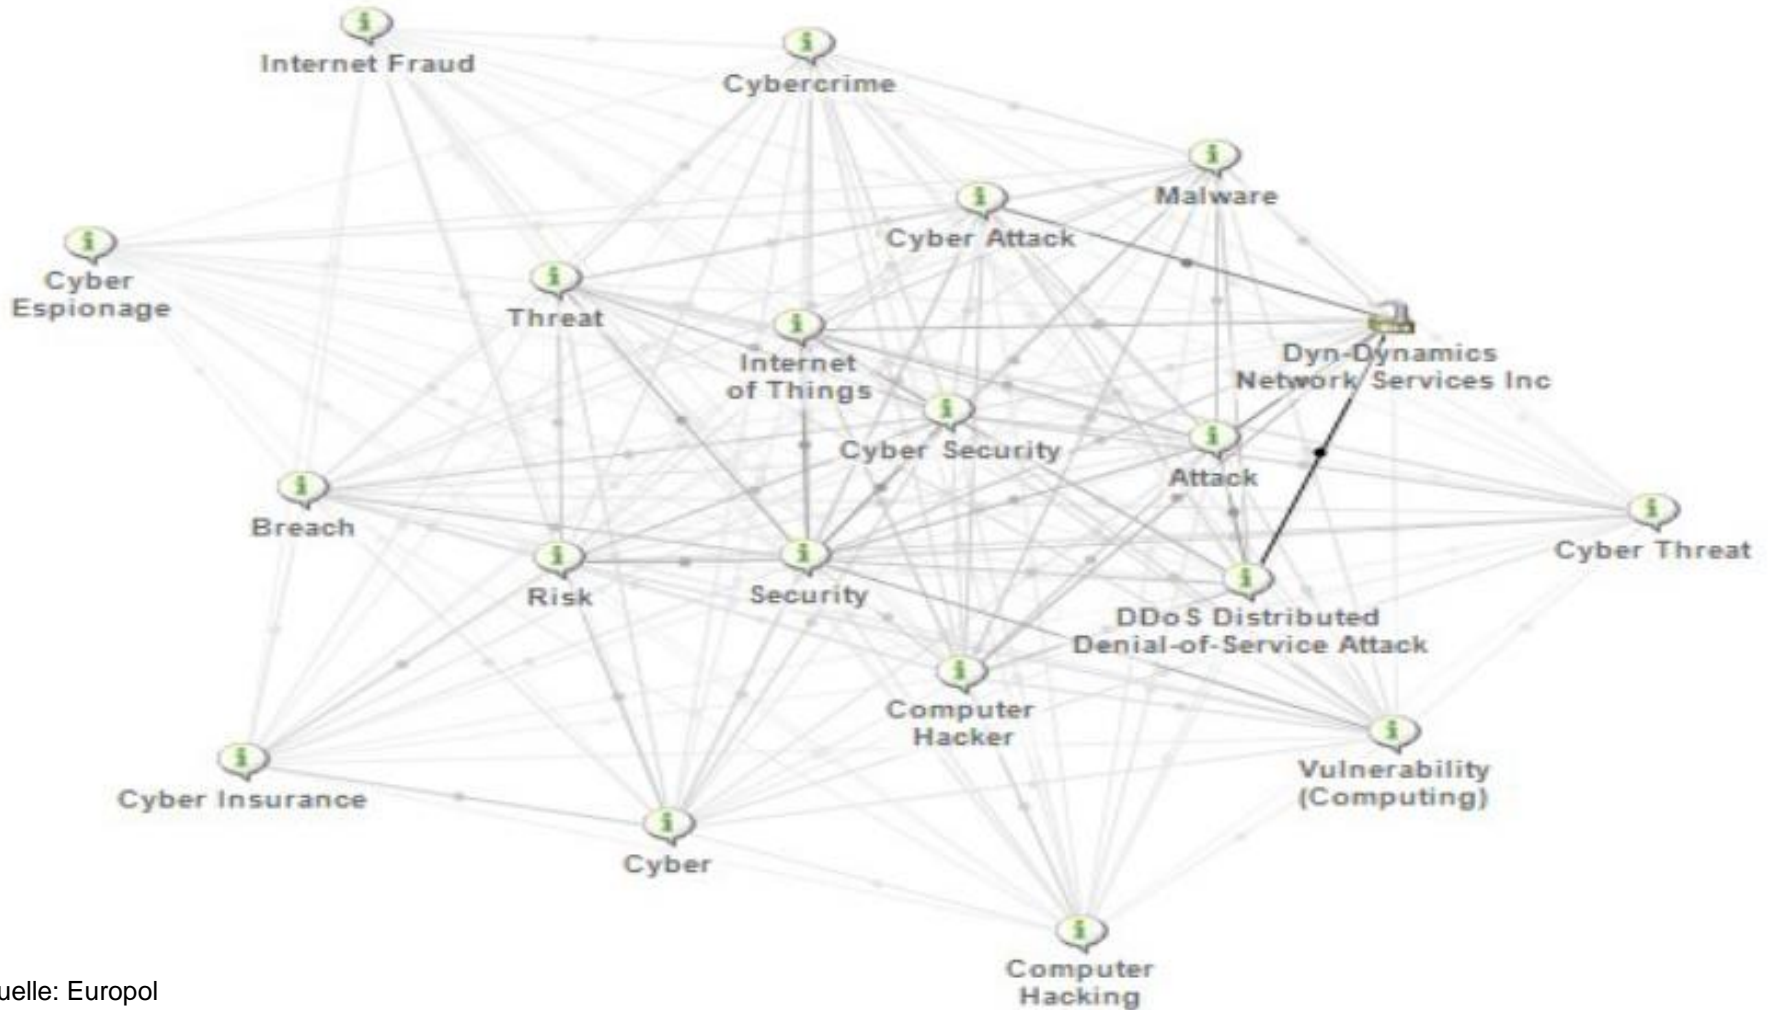 Internet Fraud
Cybercrime
Malware
Cyber Attack
Cyber
Espionage
Threat
Internet
of Things
Dyn-Dynamics
Network Services Inc
Cyber Security
Attack
Breach
Cyber Threat
Risk
Security
DDoS Distributed
Denial-of-Service Attack
Computer
Hacker
Vulnerability
(Computing)
Cyber Insurance
Cyber
Computer
Hacking
uelle: Europol